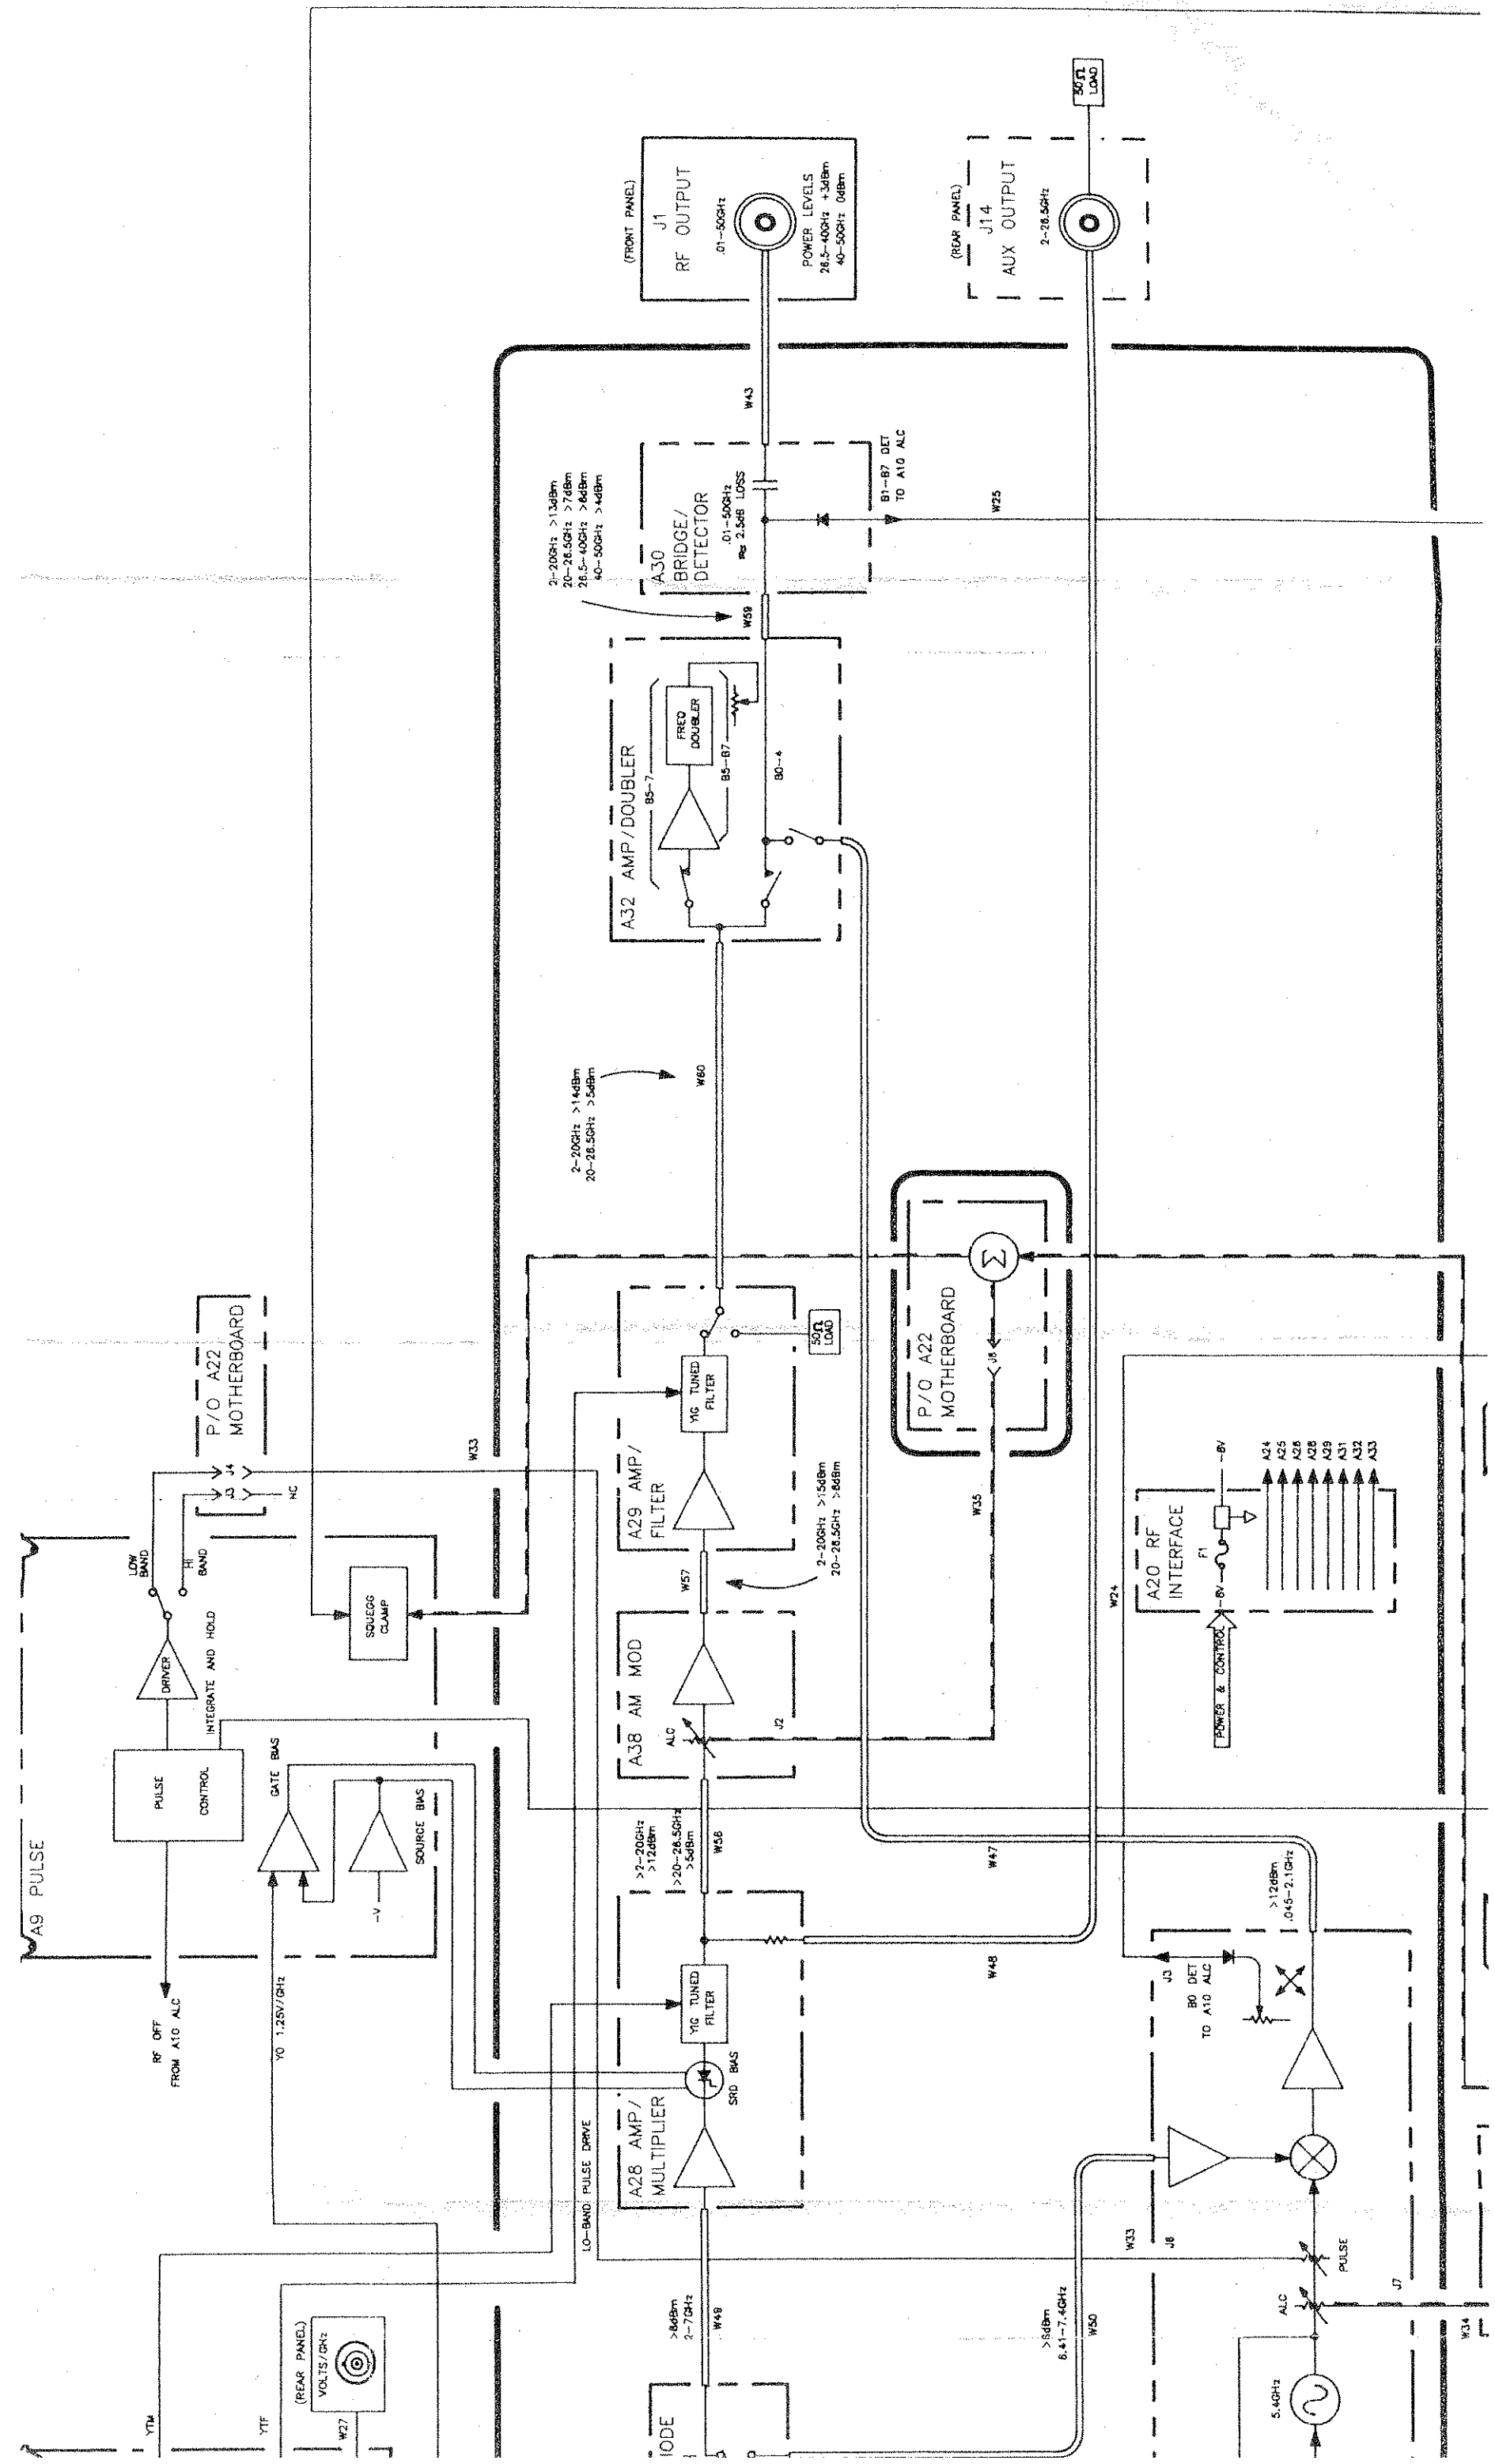 50Ω
LOAD
(FRONT PANEL)
J1
RF OUTPUT
.01-50GHz
POWER LEVELS
26.5-40GHz +3dBm
40-50GHz 0dBm
(REAR PANEL)
J14
AUX OUTPUT
2-26.5GHz
W43
2-20GHz >13dBm
20-26.5GHz >7dBm
26.5-40GHz >6dBm
40-50GHz >4dBm
A30
BRIDGE/
DETECTOR
.01-50GHz
2.5dB LOSS
B1-B7 DET
TO A10 ALC
W25
W59
A32 AMP/DOUBLER
B5-7
FREQ
DOUBLER
B5-B7
B0-4
2-20GHz >14dBm
20-26.5GHz >5dBm
W60
P/O A22
MOTHERBOARD
J4
J3
NC
W33
A29 AMP/
FILTER
YIG TUNED
FILTER
50Ω
LOAD
P/O A22
MOTHERBOARD
Σ
J8
W35
W57
2-20GHz >15dBm
20-26.5GHz >8dBm
W24
A20 RF
INTERFACE
F1
-8V
-8V
POWER & CONTROL
A24
A25
A26
A28
A29
A31
A32
A33
A9 PULSE
LOW
BAND
HI
BAND
DRIVER
INTEGRATE AND HOLD
PULSE
CONTROL
SQUEGG
CLAMP
GATE BIAS
SOURCE BIAS
-V
RF OFF
FROM A10 ALC
YO 1.25V/GHz
A38 AM MOD
ALC
J2
>2-20GHz
>12dBm
>20-26.5GHz
>5dBm
W56
W47
W48
A28 AMP/
MULTIPLIER
YIG TUNED
FILTER
SRD BIAS
LO-BAND PULSE DRIVE
>12dBm
.045-2.1GHz
J3
B0 DET
TO A10 ALC
W33
J6
PULSE
ALC
J7
W34
>8dBm
2-7GHz
W49
>6dBm
6.41-7.4GHz
W50
5.4GHz
(REAR PANEL)
VOLTS/GHz
YTM
YTF
W27
IODE